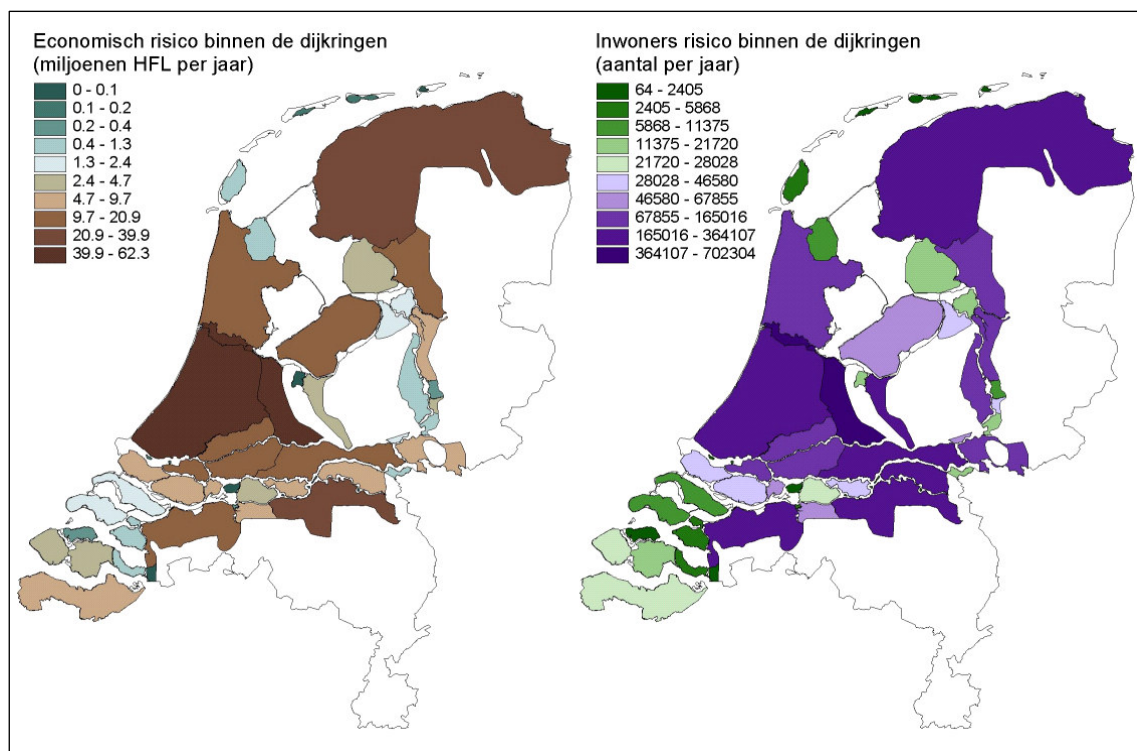 Economisch risico binnen de dijkringen
(miljoenen HFL per jaar)
0 - 0.1
0.1 - 0.2
0.2 - 0.4
0.4 - 1.3
1.3 - 2.4
2.4 - 4.7
4.7 - 9.7
9.7 - 20.9
20.9 - 39.9
39.9 - 62.3
Inwoners risico binnen de dijkringen
(aantal per jaar)
64 - 2405
2405 - 5868
5868 - 11375
11375 - 21720
21720 - 28028
28028 - 46580
46580 - 67855
67855 - 165016
165016 - 364107
364107 - 702304